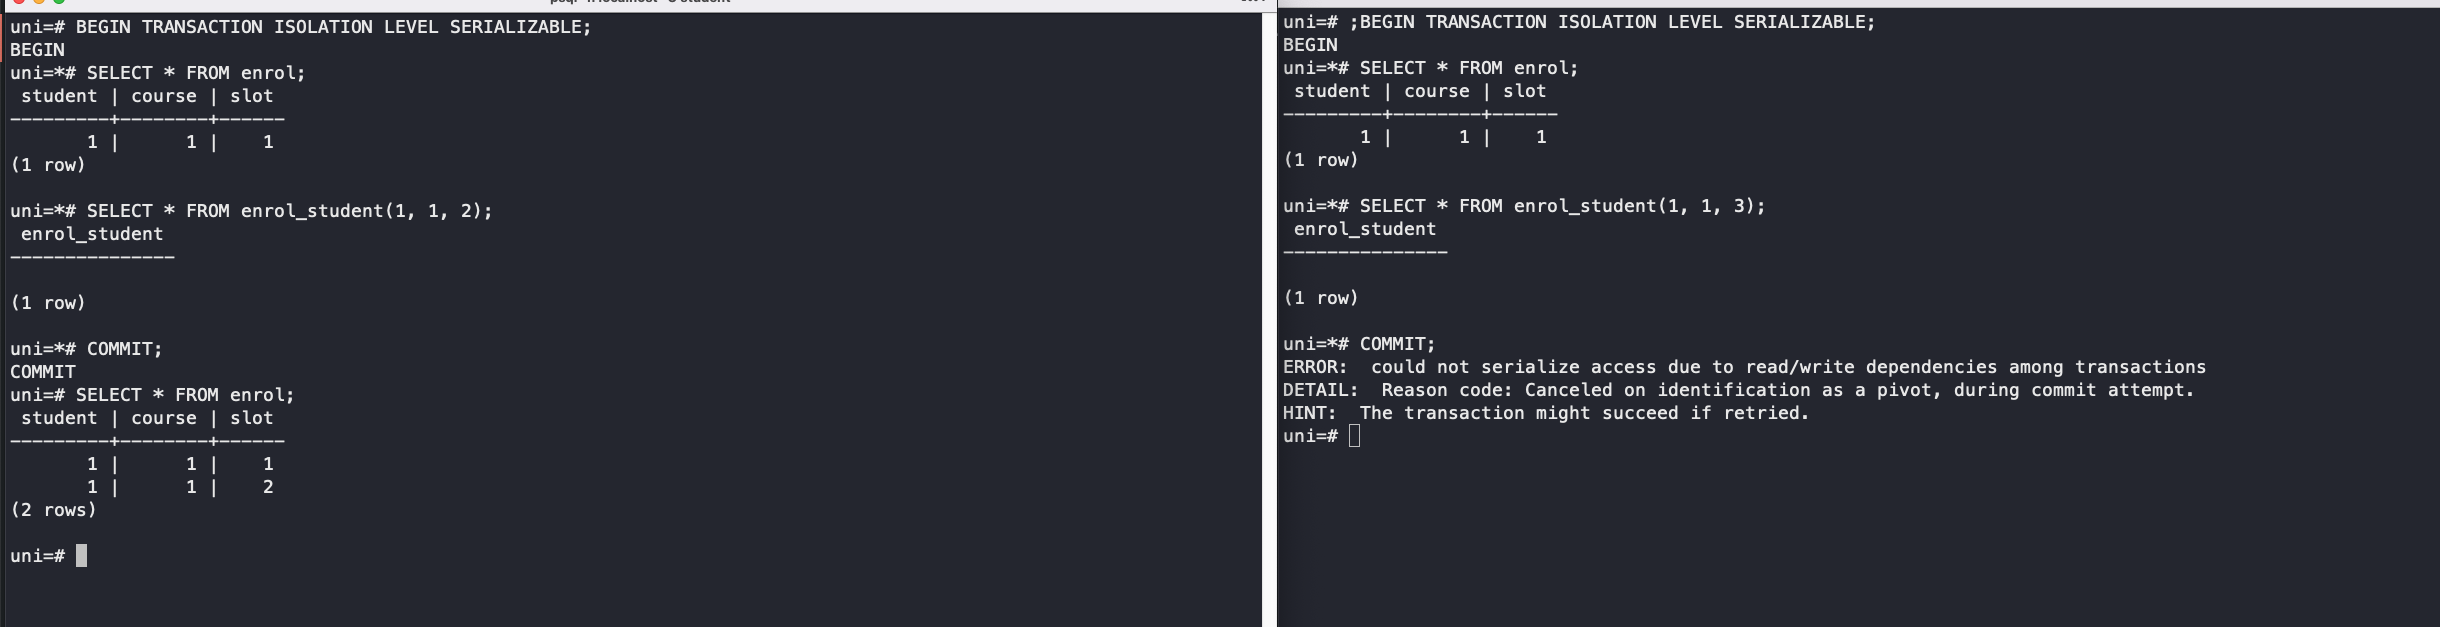 uni=# BEGIN TRANSACTION ISOLATION LEVEL SERIALIZABLE;
BEGIN
uni=*# SELECT * FROM enrol;
 student | course | slot
---------+--------+------
       1 |      1 |    1
(1 row)

uni=*# SELECT * FROM enrol_student(1, 1, 2);
 enrol_student
---------------

(1 row)

uni=*# COMMIT;
COMMIT
uni=# SELECT * FROM enrol;
 student | course | slot
---------+--------+------
       1 |      1 |    1
       1 |      1 |    2
(2 rows)

uni=#
uni=# ;BEGIN TRANSACTION ISOLATION LEVEL SERIALIZABLE;
BEGIN
uni=*# SELECT * FROM enrol;
 student | course | slot
---------+--------+------
       1 |      1 |    1
(1 row)

uni=*# SELECT * FROM enrol_student(1, 1, 3);
 enrol_student
---------------

(1 row)

uni=*# COMMIT;
ERROR:  could not serialize access due to read/write dependencies among transactions
DETAIL:  Reason code: Canceled on identification as a pivot, during commit attempt.
HINT:  The transaction might succeed if retried.
uni=#